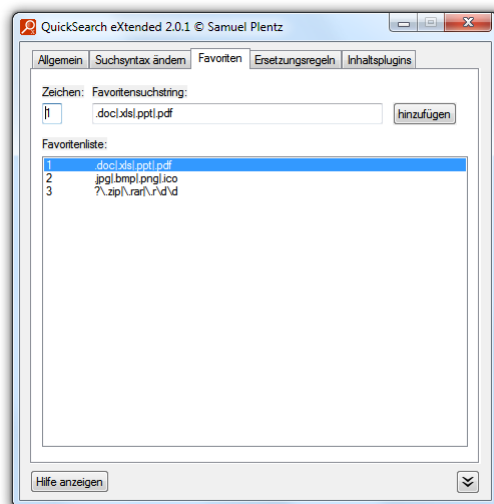 QuickSearch eXtended 2.0.1 © Samuel Plentz
Allgemein Suchsyntax ändern Favoriten Ersetzungsregeln Inhaltsplugins
Zeichen: Favoritensuchstring:
1 .doc|.xls|.ppt|.pdf hinzufügen
Favoritenliste:
1 .doc|.xls|.ppt|.pdf
2 .jpg|.bmp|.png|.ico
3 ?\.zip|\.rar|\.r\d\d
Hilfe anzeigen